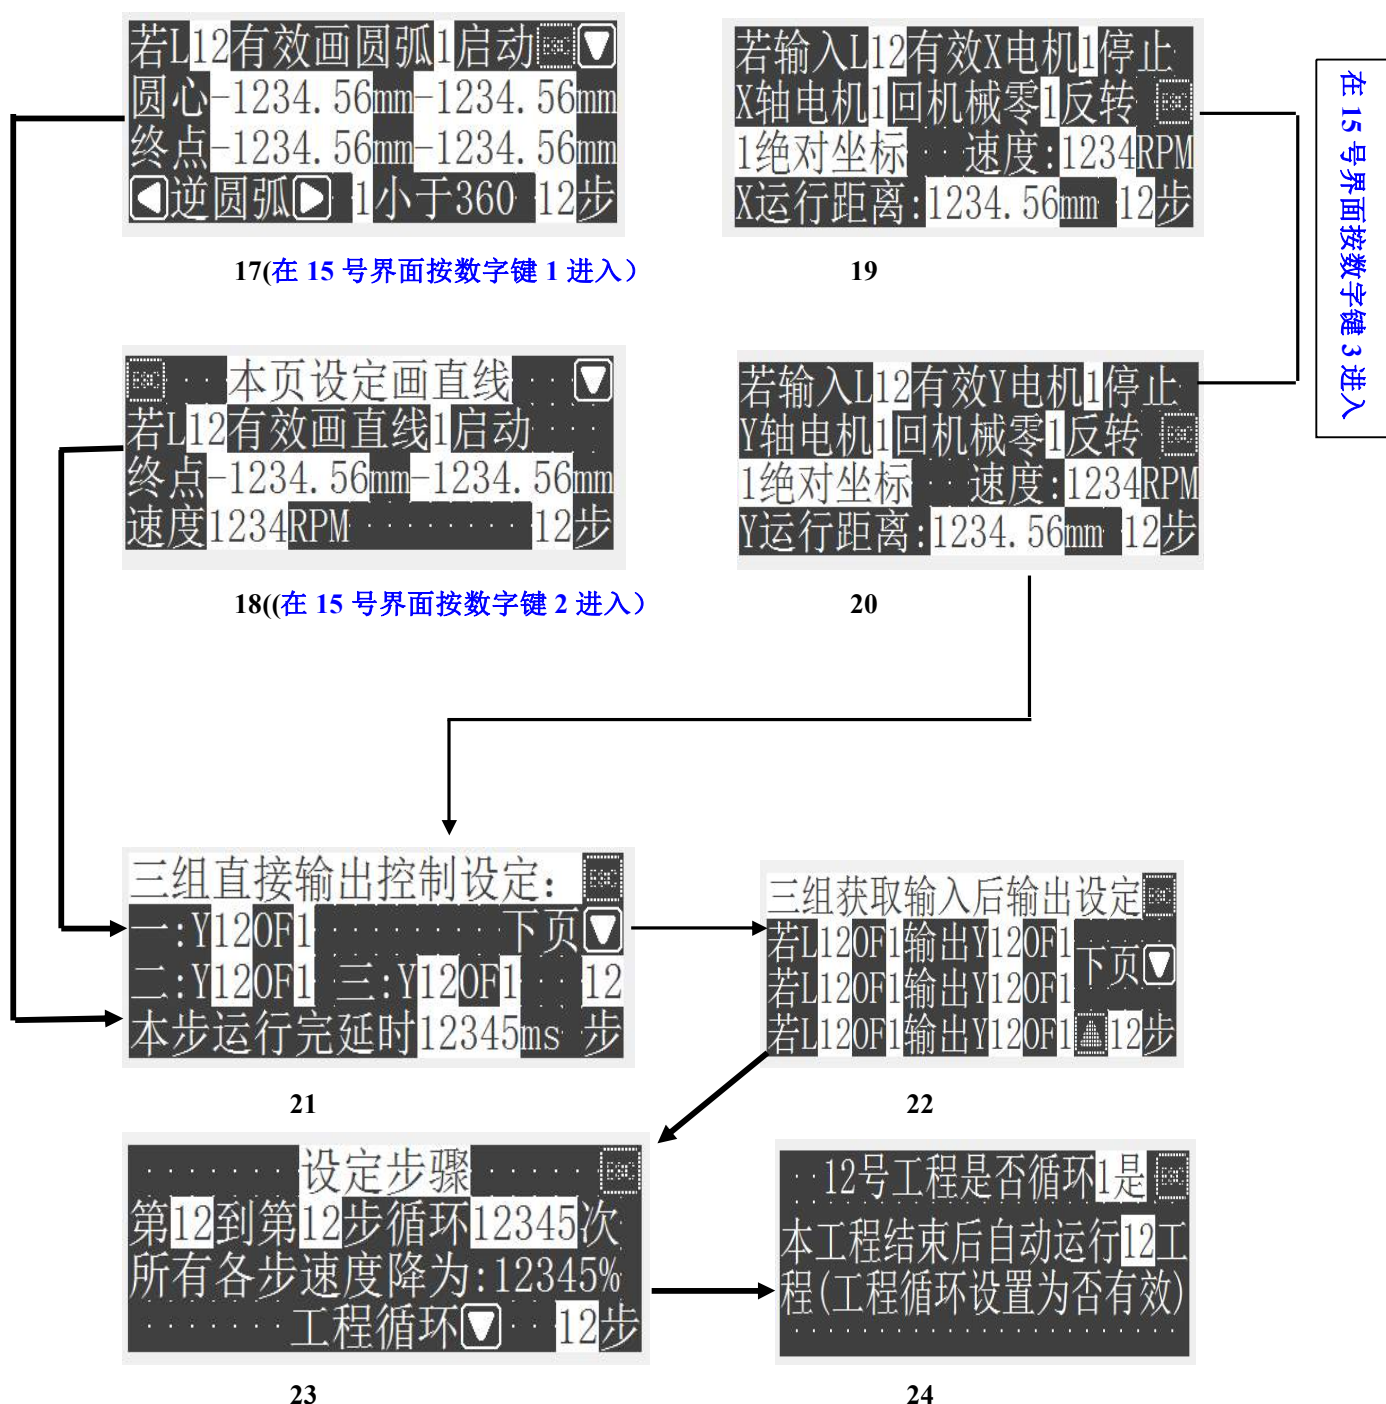 若L12有效画圆弧1启动ESC
圆心-1234.56mm-1234.56mm
终点-1234.56mm-1234.56mm
逆圆弧 1小于360 12步
17(在 15 号界面按数字键 1 进入）
若输入L12有效X电机1停止
X轴电机1回机械零1反转 ESC
1绝对坐标 速度:1234RPM
X运行距离:1234.56mm 12步
19
在 15 号界面按数字键 3 进入
ESC 本页设定画直线
若L12有效画直线1启动
终点-1234.56mm-1234.56mm
速度1234RPM 12步
18((在 15 号界面按数字键 2 进入）
若输入L12有效Y电机1停止
Y轴电机1回机械零1反转 ESC
1绝对坐标 速度:1234RPM
Y运行距离:1234.56mm 12步
20
三组直接输出控制设定: ESC
一:Y12OF1 下页
二:Y12OF1 三:Y12OF1 12
本步运行完延时12345ms 步
21
三组获取输入后输出设定 ESC
若L12OF1输出Y12OF1
下页
若L12OF1输出Y12OF1
若L12OF1输出Y12OF1 12步
22
设定步骤 ESC
第12到第12步循环12345次
所有各步速度降为:12345%
工程循环 12步
23
12号工程是否循环1是 ESC
本工程结束后自动运行12工
程(工程循环设置为否有效)
24